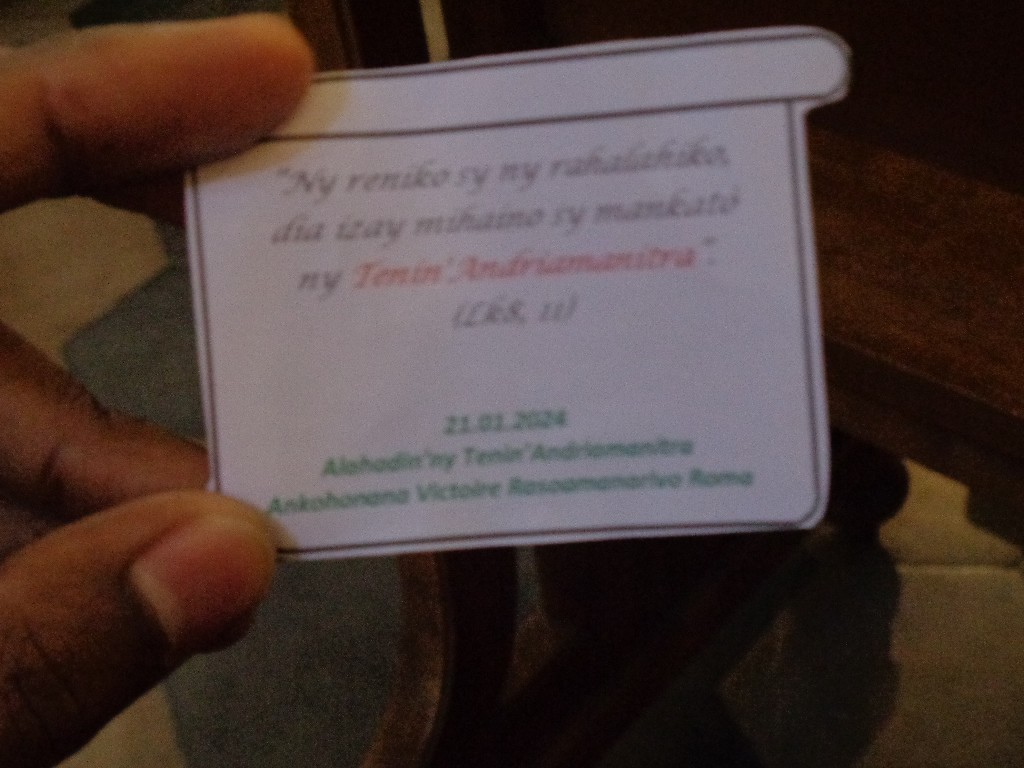 "Ny reniko sy ny rahalahiko,
dia izay mihaino sy mankató
ny Tenin'Andriamanitra".
(Lk8, 11)
21.01.2024
Alahadin'ny Tenin'Andriamanitra
Ankohonana Victoire Rasoamanarivo Roma